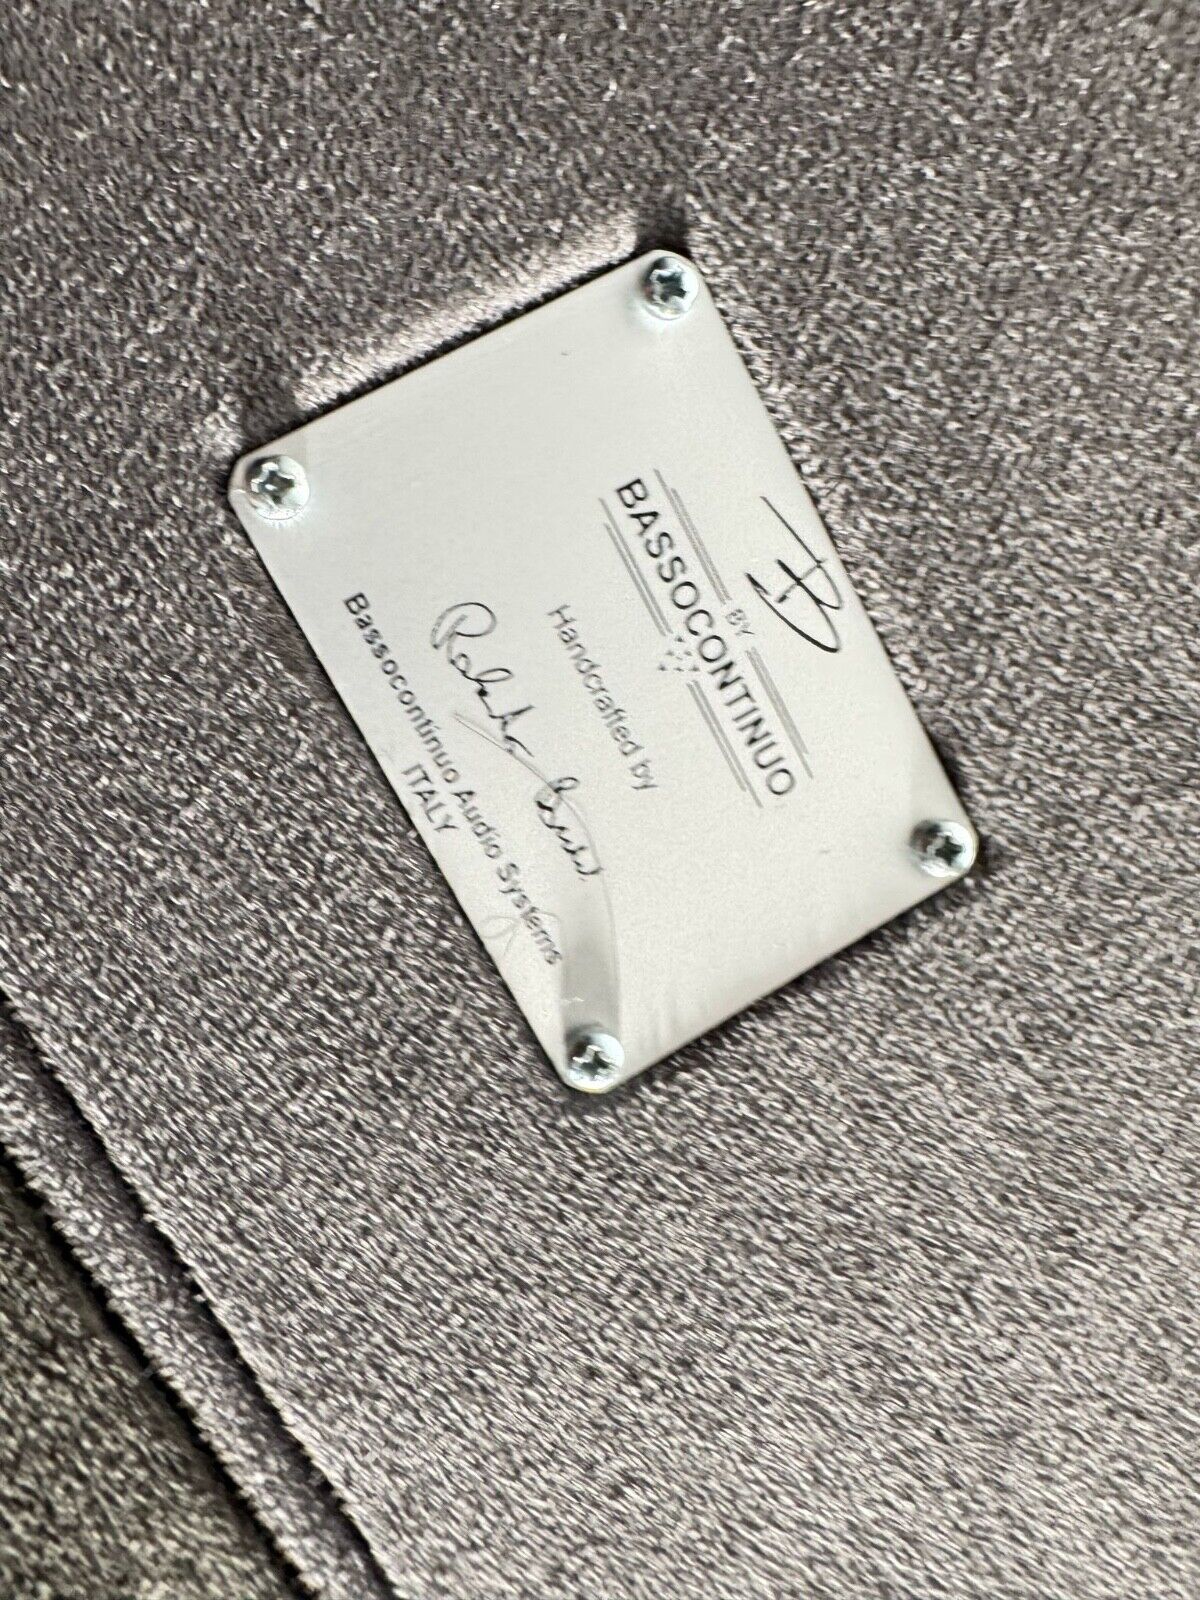 B
BY
BASSOCONTINUO
Handcrafted by
Bassocontinuo Audio Systems
ITALY